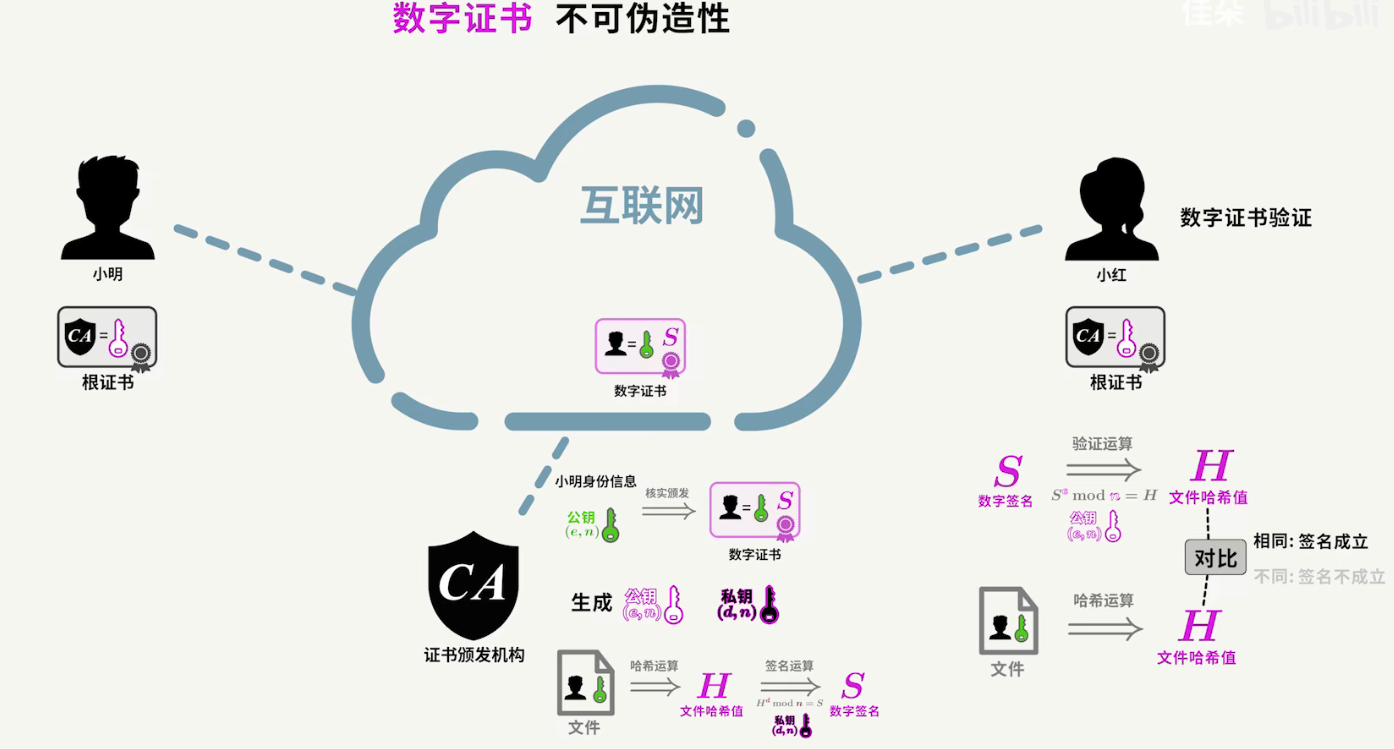 数字证书 不可伪造性
佳朵 bilibili
互联网
小明
小红
数字证书验证
CA =
根证书
= S
数字证书
CA =
根证书
小明身份信息
公钥
(e, n)
核实颁发
= S
数字证书
CA
证书颁发机构
生成 公钥 (e, n) 私钥 (d, n)
文件
哈希运算
H
文件哈希值
签名运算
H^d mod n = S
私钥
(d, n)
S
数字签名
S
数字签名
验证运算
S^e mod n = H
公钥
(e, n)
H
文件哈希值
对比
相同: 签名成立
不同: 签名不成立
文件
哈希运算
H
文件哈希值